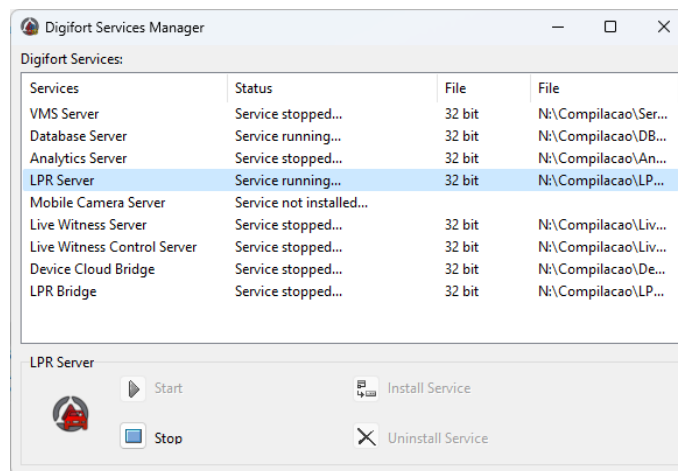 Digifort Services Manager
Digifort Services:
Services Status File File
VMS Server Service stopped... 32 bit N:\Compilacao\Ser...
Database Server Service running... 32 bit N:\Compilacao\DB...
Analytics Server Service stopped... 32 bit N:\Compilacao\An...
LPR Server Service running... 32 bit N:\Compilacao\LP...
Mobile Camera Server Service not installed...
Live Witness Server Service stopped... 32 bit N:\Compilacao\Liv...
Live Witness Control Server Service stopped... 32 bit N:\Compilacao\Liv...
Device Cloud Bridge Service stopped... 32 bit N:\Compilacao\De...
LPR Bridge Service stopped... 32 bit N:\Compilacao\LP...
LPR Server
Start Install Service
Stop Uninstall Service